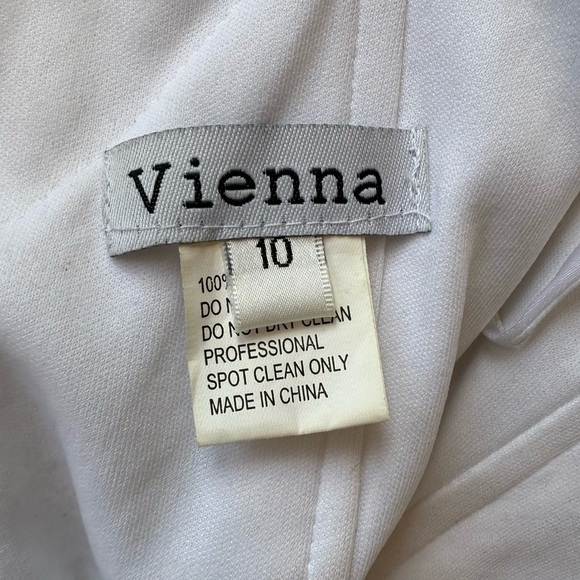 Vienna
10
100%
DO
DO NOT DRY CLEAN
PROFESSIONAL
SPOT CLEAN ONLY
MADE IN CHINA